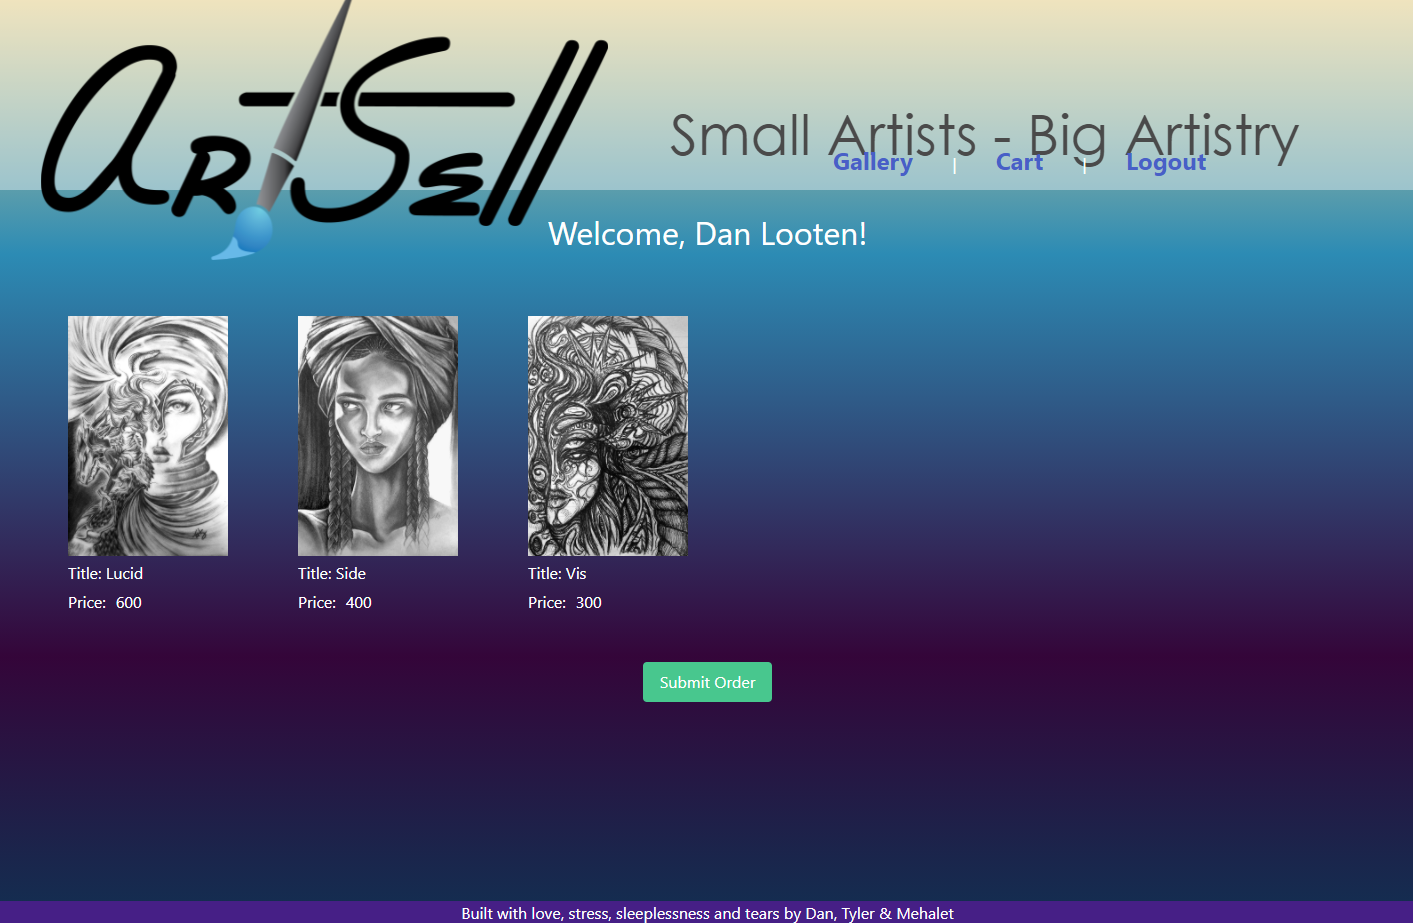 ArtSell
Small Artists - Big Artistry
Gallery | Cart | Logout
Welcome, Dan Looten!
Title: Lucid
Price: 600
Title: Side
Price: 400
Title: Vis
Price: 300
Submit Order
Built with love, stress, sleeplessness and tears by Dan, Tyler & Mehalet